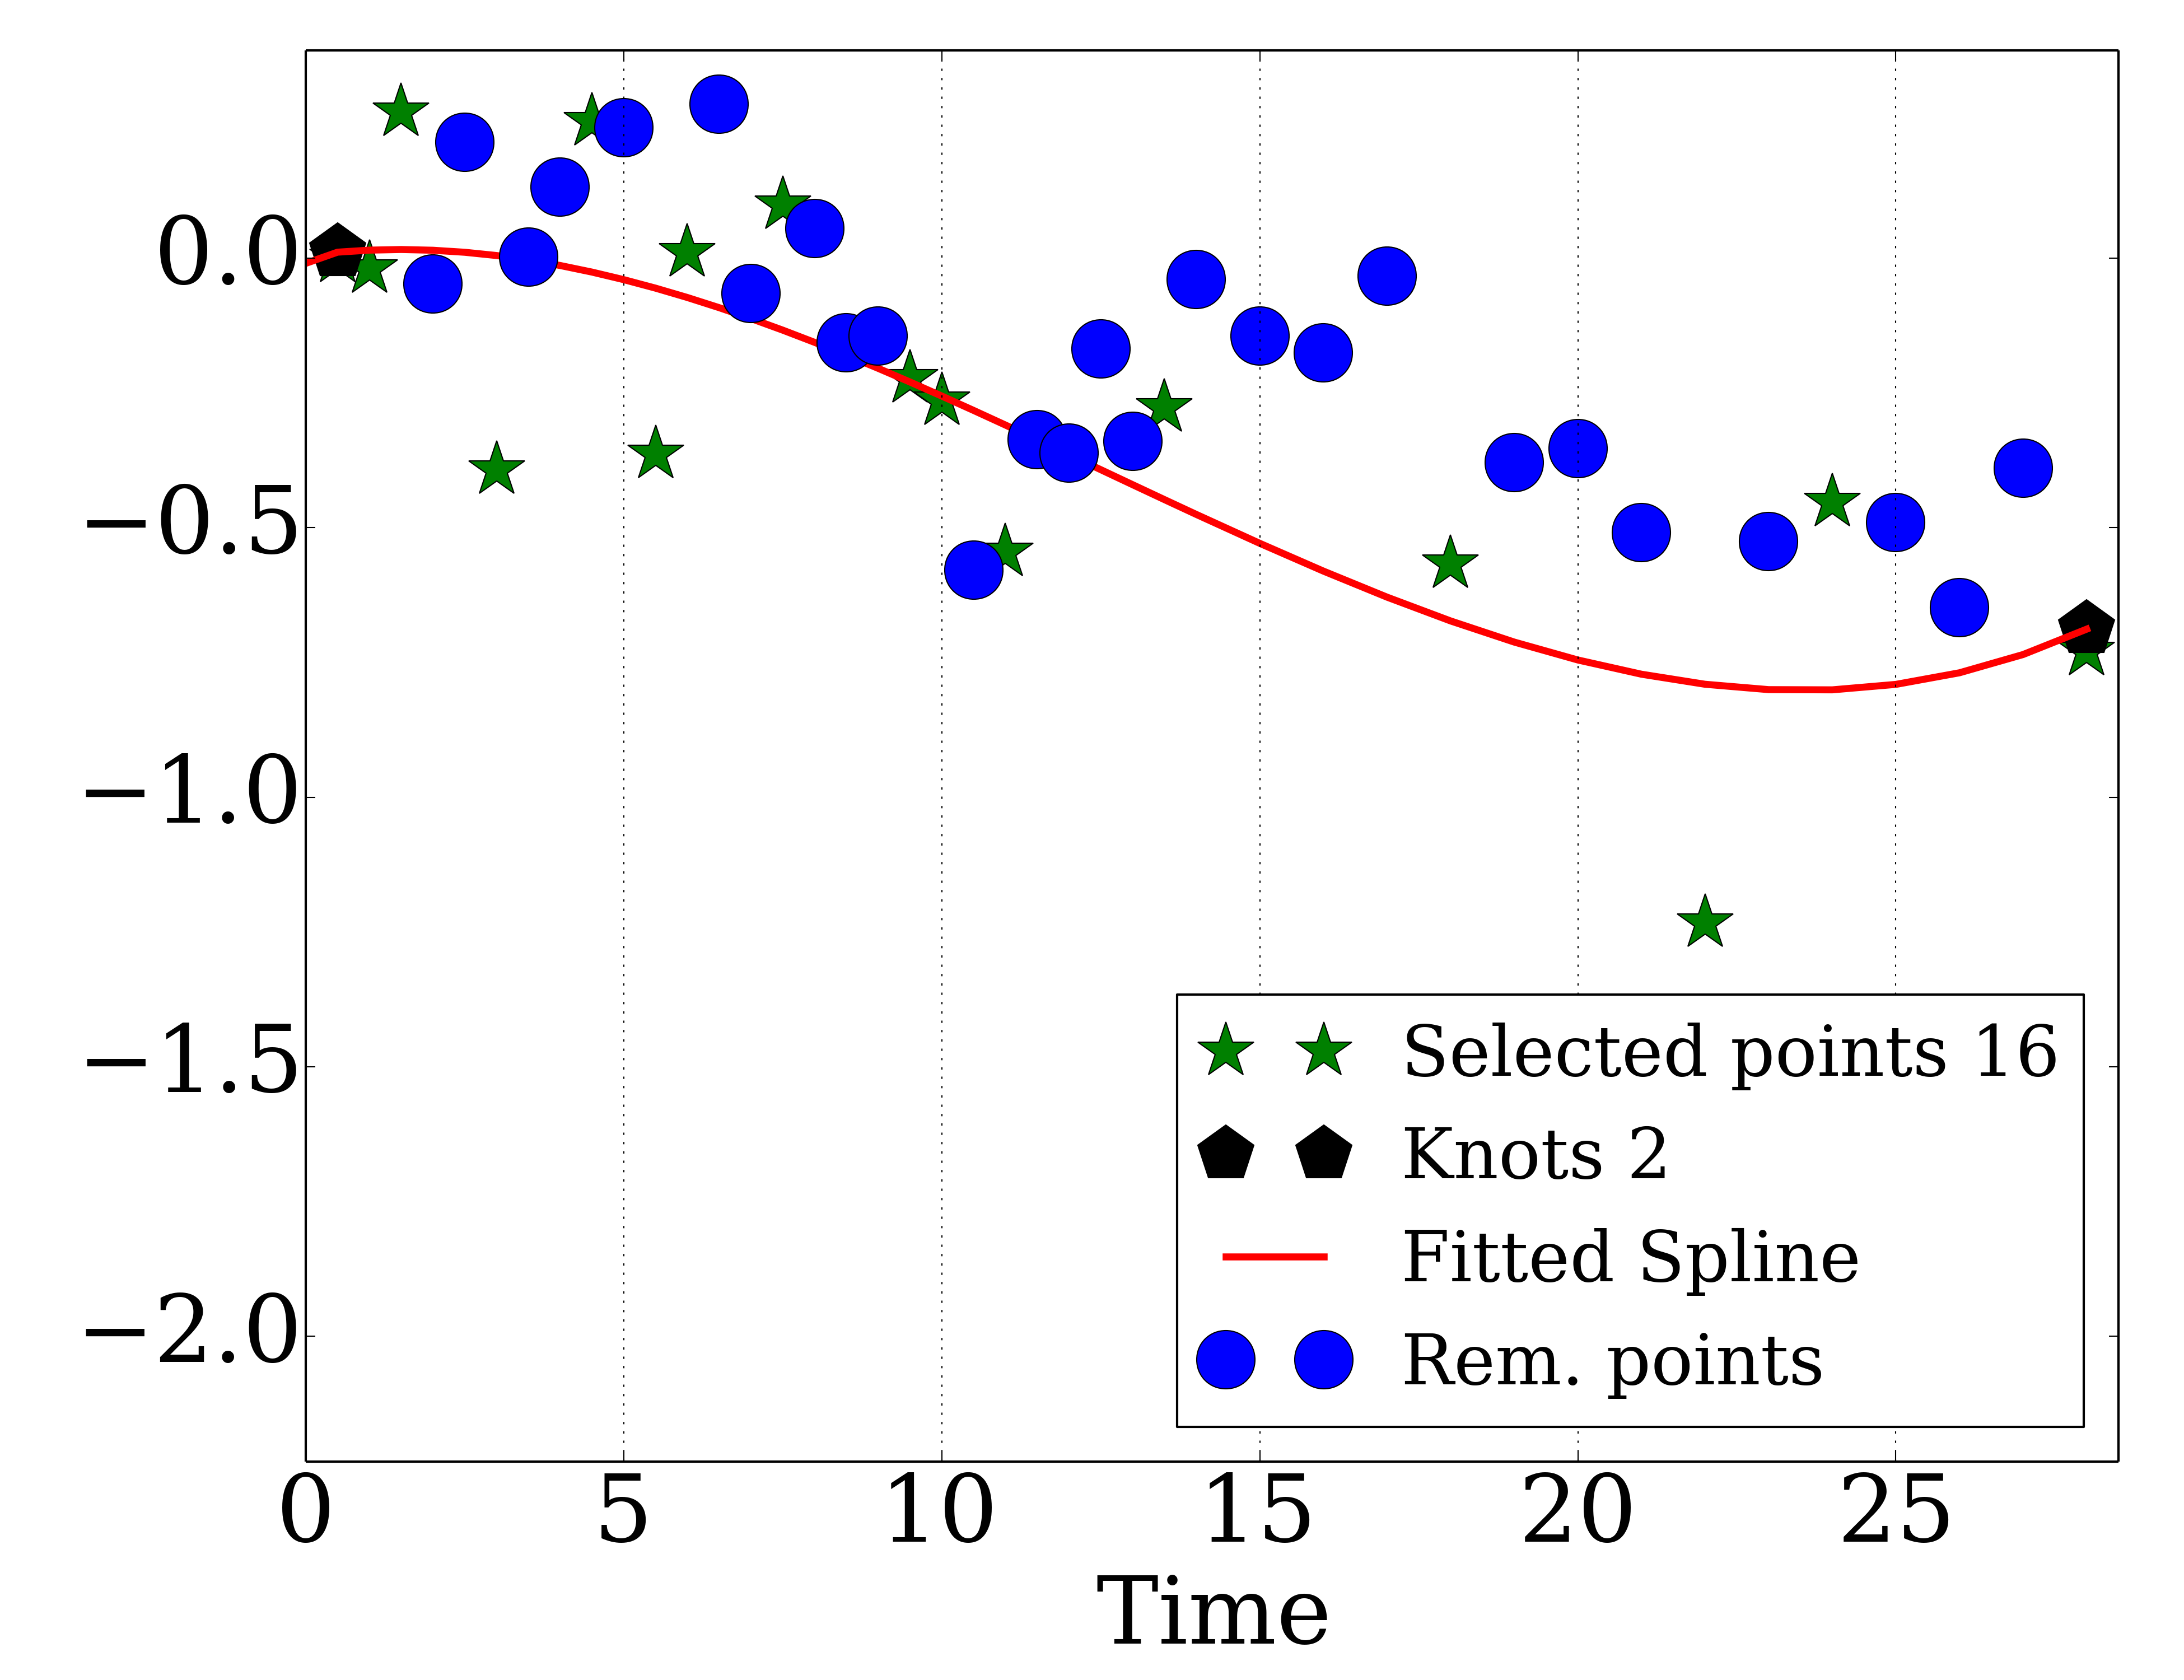 0.0
−0.5
−1.0
−1.5
−2.0
0 5 10 15 20 25
Time
Selected points 16
Knots 2
Fitted Spline
Rem. points